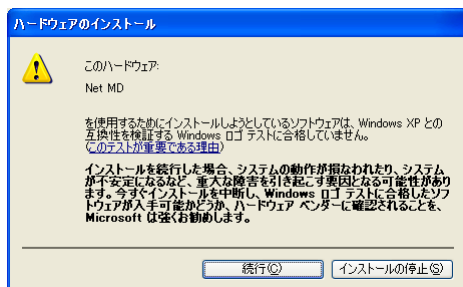 ハードウェアのインストール
このハードウェア:
Net MD
を使用するためにインストールしようとしているソフトウェアは、Windows XP との
互換性を検証する Windows ロゴ テストに合格していません。
(このテストが重要である理由)
インストールを続行した場合、システムの動作が損なわれたり、システム
が不安定になるなど、重大な障害を引き起こす要因となる可能性があり
ます。今すぐインストールを中断し、Windows ロゴ テストに合格したソフ
トウェアが入手可能かどうか、ハードウェア ベンダーに確認されることを、
Microsoft は強くお勧めします。
続行(C)
インストールの停止(S)